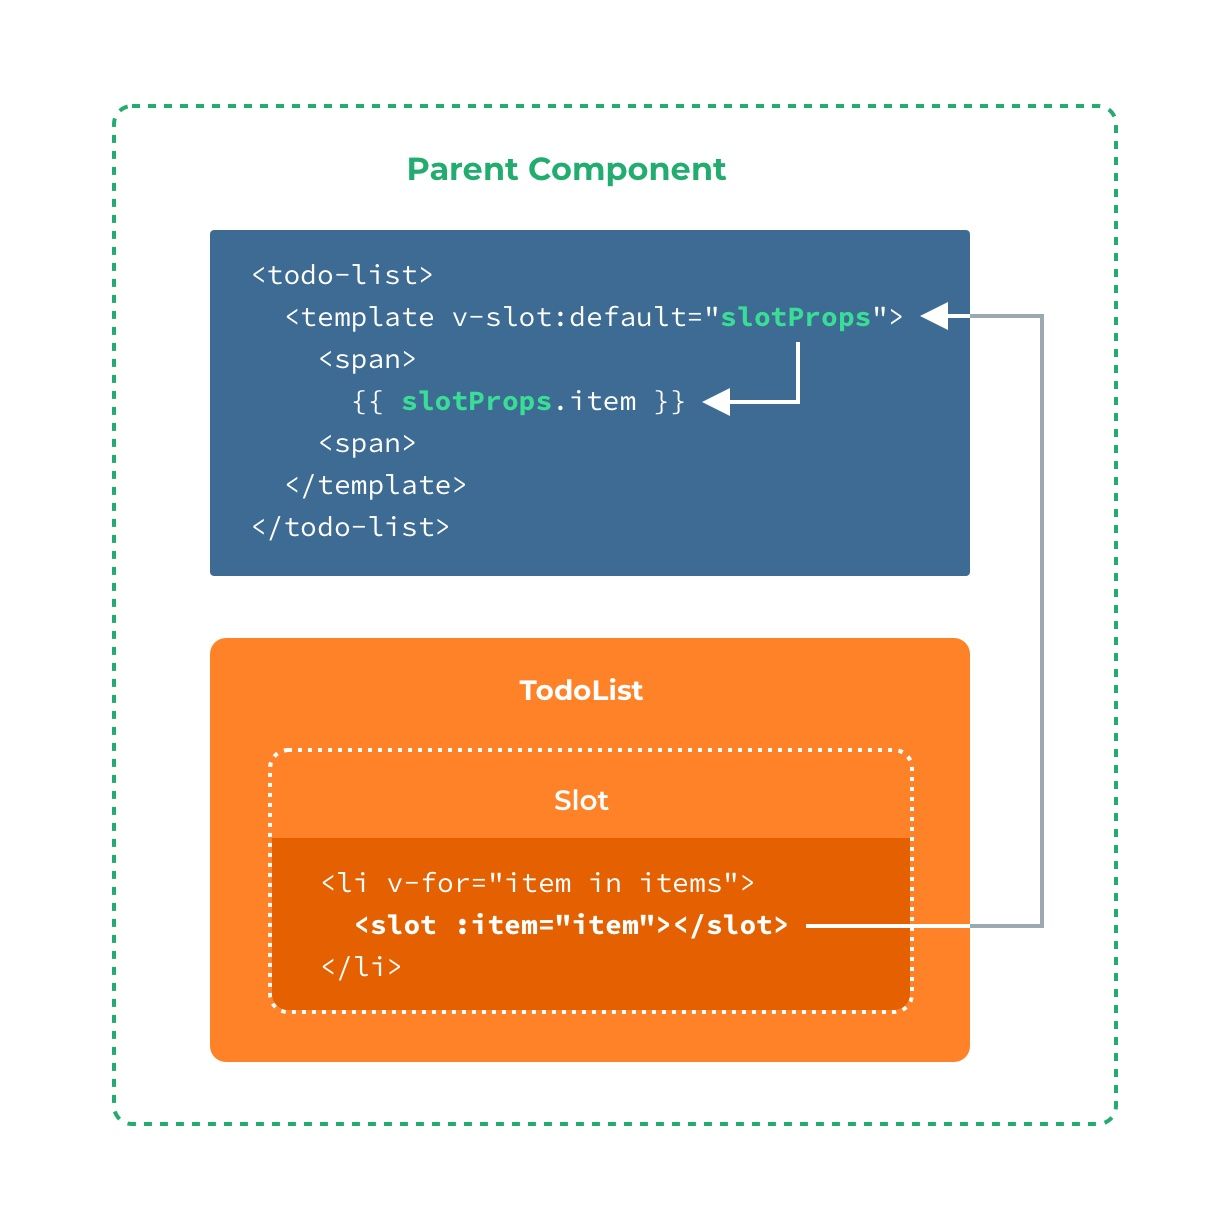 Parent Component
<todo-list>
<template v-slot:default="slotProps">
<span>
{{ slotProps.item }}
<span>
</template>
</todo-list>
TodoList
Slot
<li v-for="item in items">
<slot :item="item"></slot>
</li>